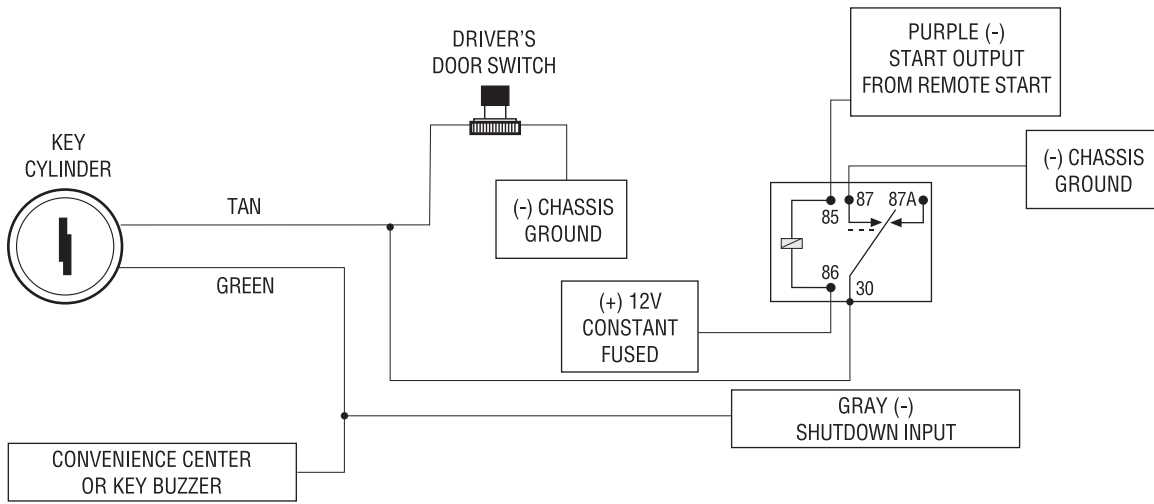 PURPLE (-)
START OUTPUT
FROM REMOTE START
DRIVER'S
DOOR SWITCH
KEY
CYLINDER
(-) CHASSIS
GROUND
TAN
(-) CHASSIS
GROUND
87
87A
85
GREEN
86
30
(+) 12V
CONSTANT
FUSED
GRAY (-)
SHUTDOWN INPUT
CONVENIENCE CENTER
OR KEY BUZZER